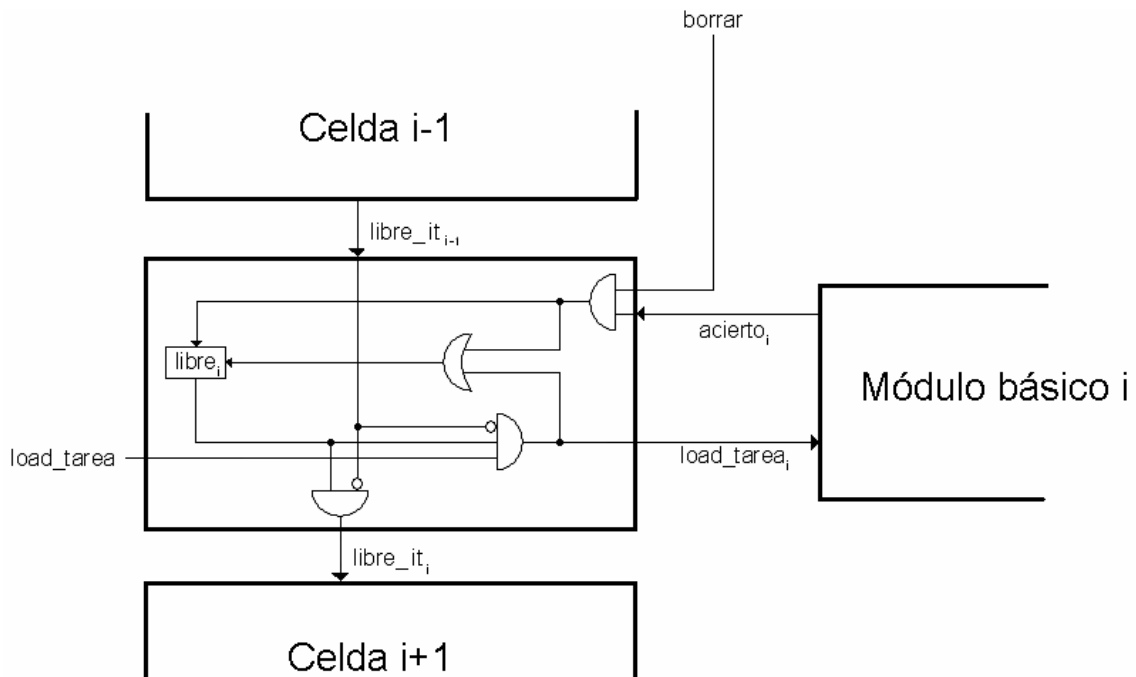 borrar
Celda i-1
libre_it i-1
acierto i
libre i
Módulo básico i
load_tarea
load_tarea i
libre_it i
Celda i+1